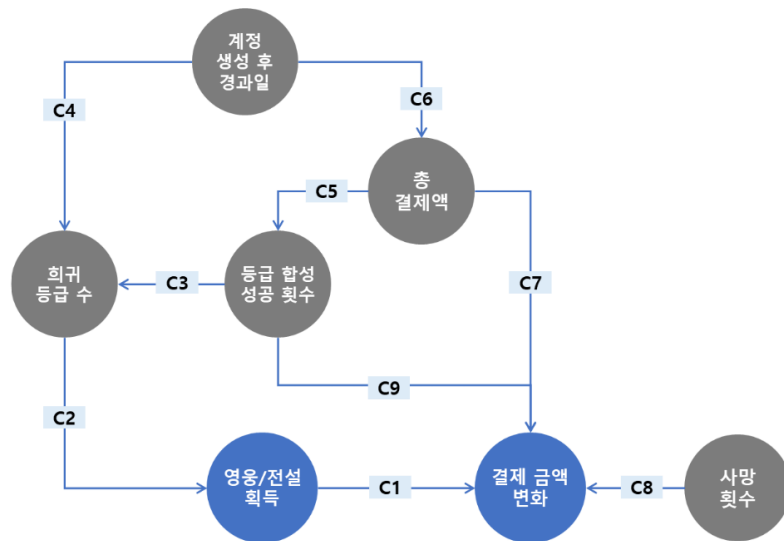 계정
생성 후
경과일
C4
C6
총
결제액
C5
희귀
등급 수
C3
등급 합성
성공 횟수
C7
C9
C2
영웅/전설
획득
C1
결제 금액
변화
C8
사망
횟수